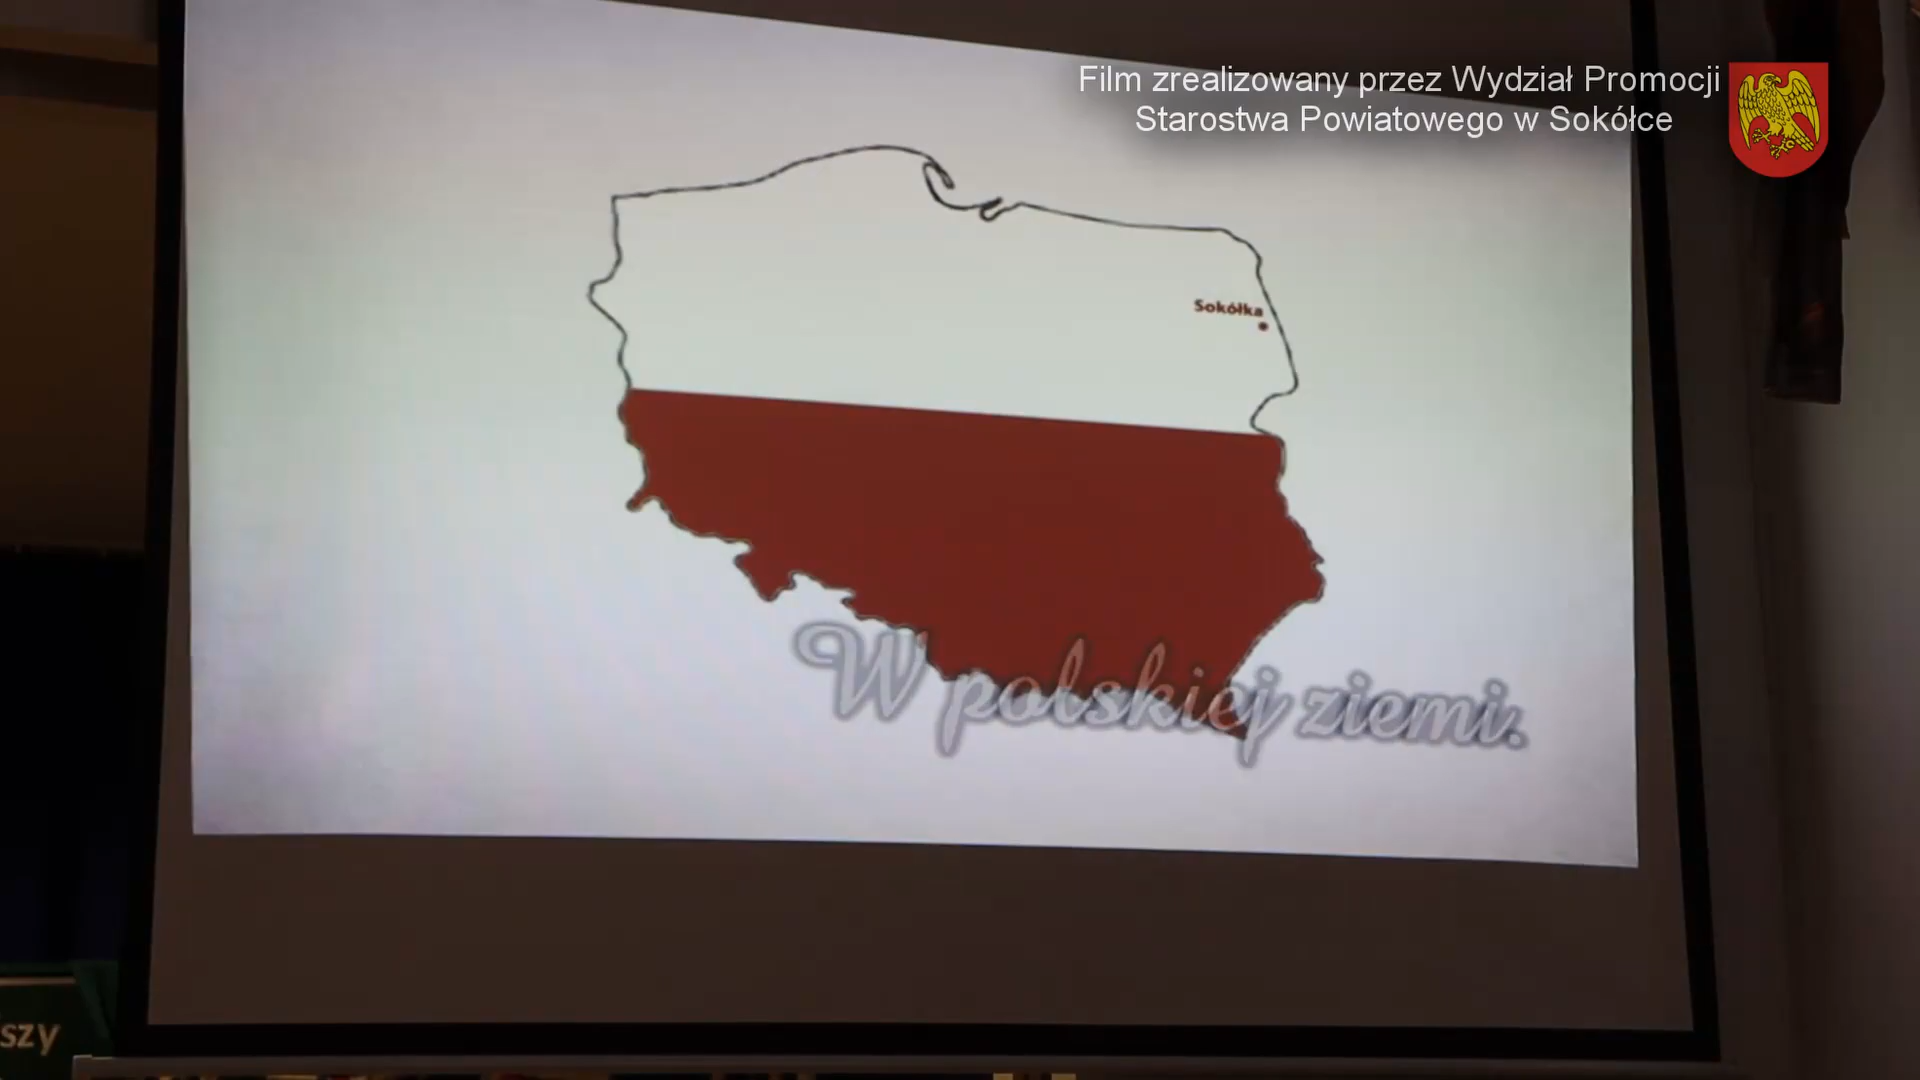 Film zrealizowany przez Wydział Promocji
Starostwa Powiatowego w Sokółce
Sokółka
W polskiej ziemi.
szy